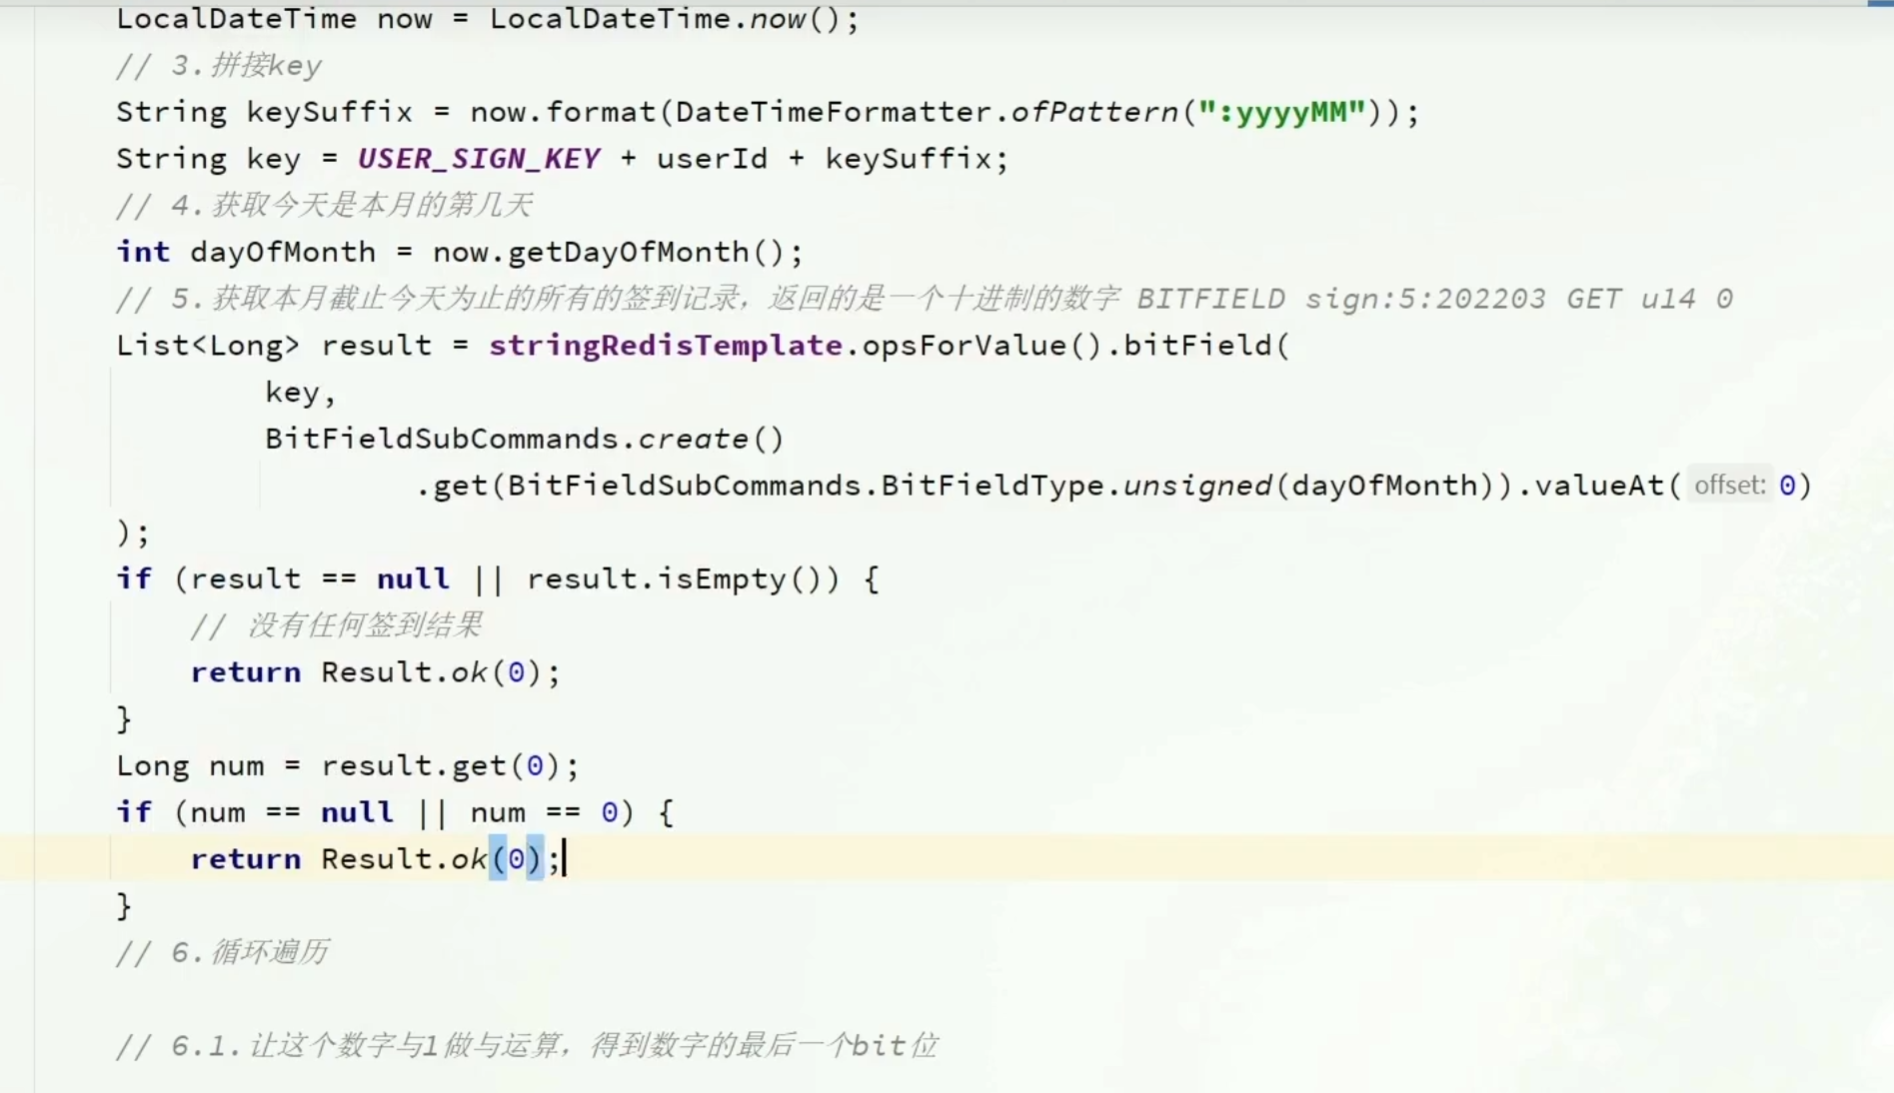 LocalDateTime now = LocalDateTime.now();
// 3.拼接key
String keySuffix = now.format(DateTimeFormatter.ofPattern(":yyyyMM"));
String key = USER_SIGN_KEY + userId + keySuffix;
// 4.获取今天是本月的第几天
int dayOfMonth = now.getDayOfMonth();
// 5.获取本月截止今天为止的所有的签到记录，返回的是一个十进制的数字 BITFIELD sign:5:202203 GET u14 0
List<Long> result = stringRedisTemplate.opsForValue().bitField(
key,
BitFieldSubCommands.create()
.get(BitFieldSubCommands.BitFieldType.unsigned(dayOfMonth)).valueAt( offset: 0)
);
if (result == null || result.isEmpty()) {
// 没有任何签到结果
return Result.ok(0);
}
Long num = result.get(0);
if (num == null || num == 0) {
return Result.ok(0);
}
// 6.循环遍历
// 6.1.让这个数字与1做与运算，得到数字的最后一个bit位